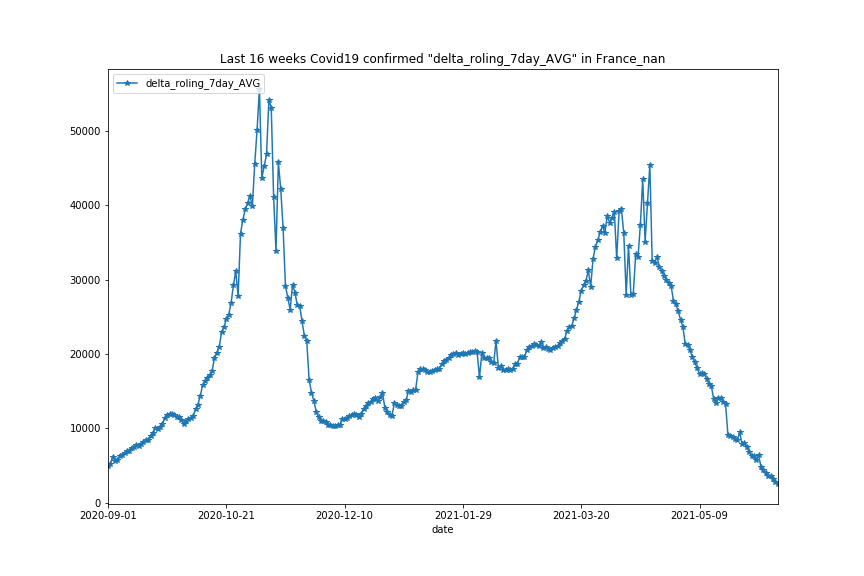 Last 16 weeks Covid19 confirmed "delta_roling_7day_AVG" in France_nan
delta_roling_7day_AVG
50000
40000
30000
20000
10000
0
2020-09-01 2020-10-21 2020-12-10 2021-01-29 2021-03-20 2021-05-09
date